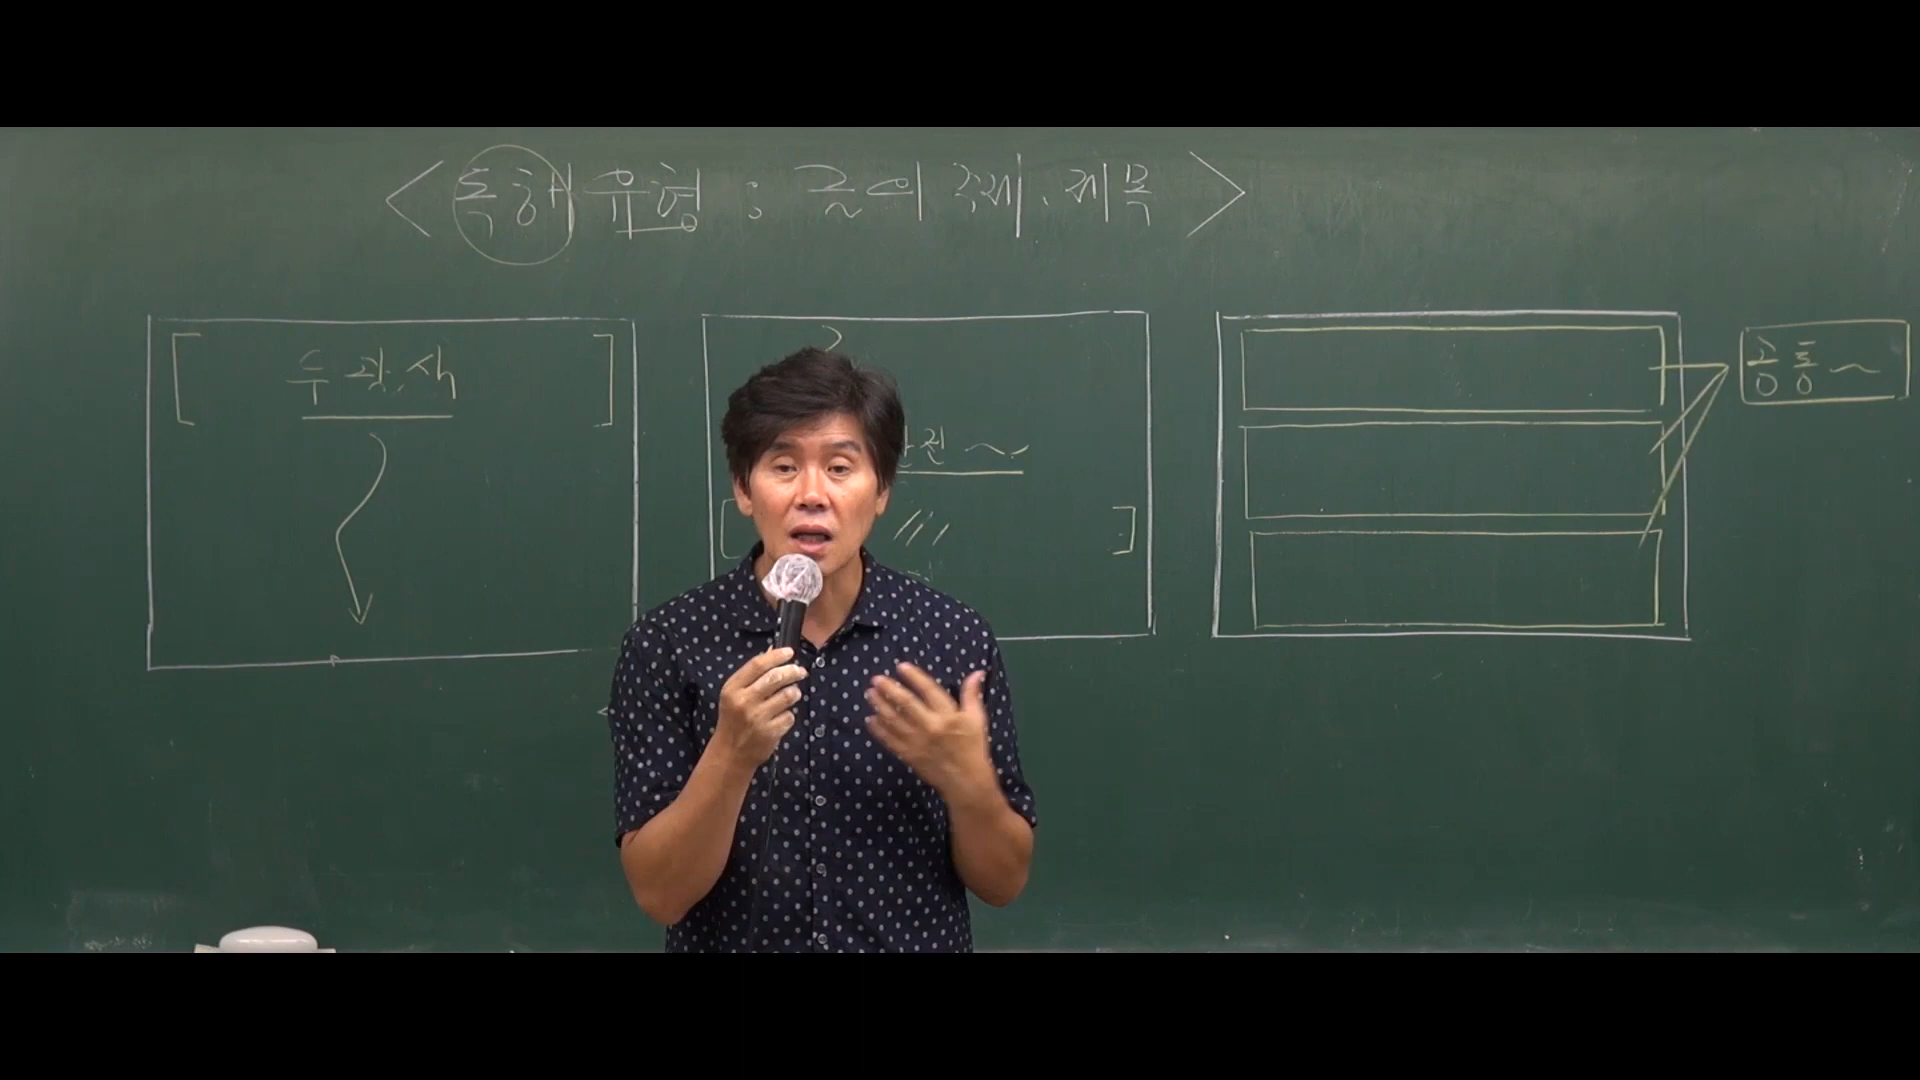 < 독해 유형 : 글의 주제, 제목 >
두괄식
공통~